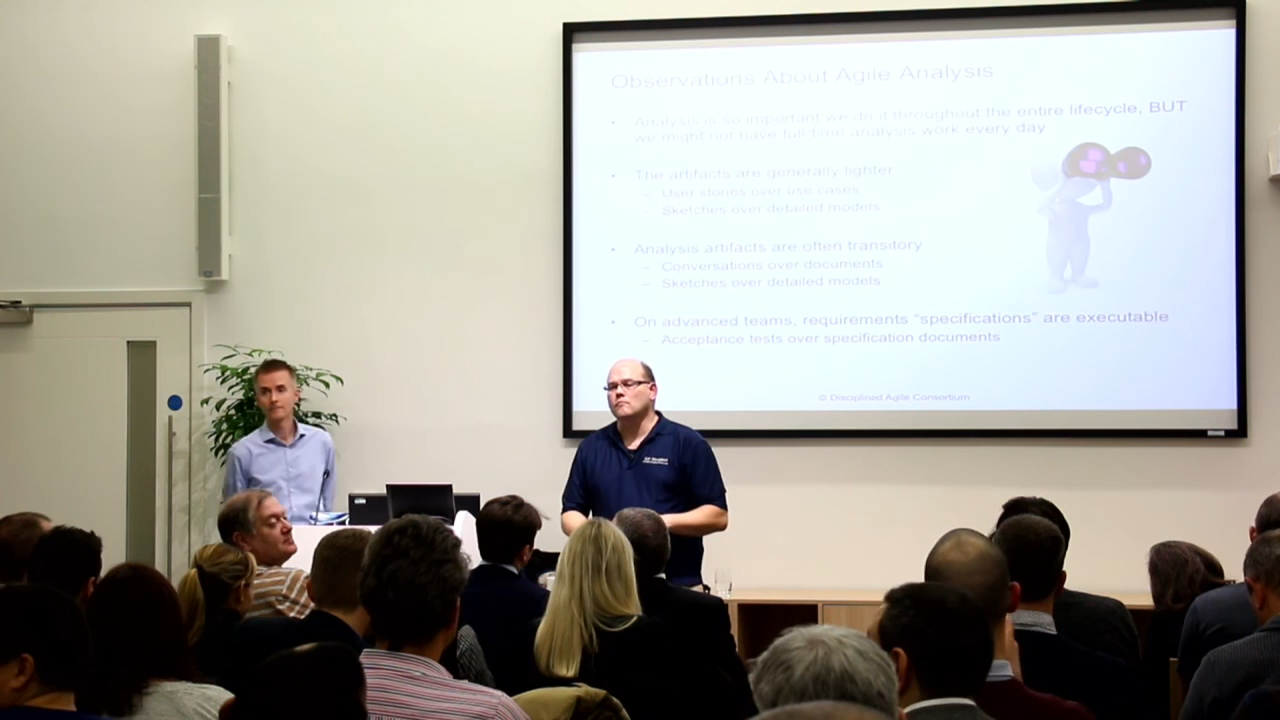 Observations About Agile Analysis
• Analysis is so important we do it throughout the entire lifecycle, BUT
we might not have full-time analysis work every day
• The artifacts are generally lighter
– User stories over use cases
– Sketches over detailed models
• Analysis artifacts are often transitory
– Conversations over documents
– Sketches over detailed models
• On advanced teams, requirements “specifications” are executable
– Acceptance tests over specification documents
© Disciplined Agile Consortium